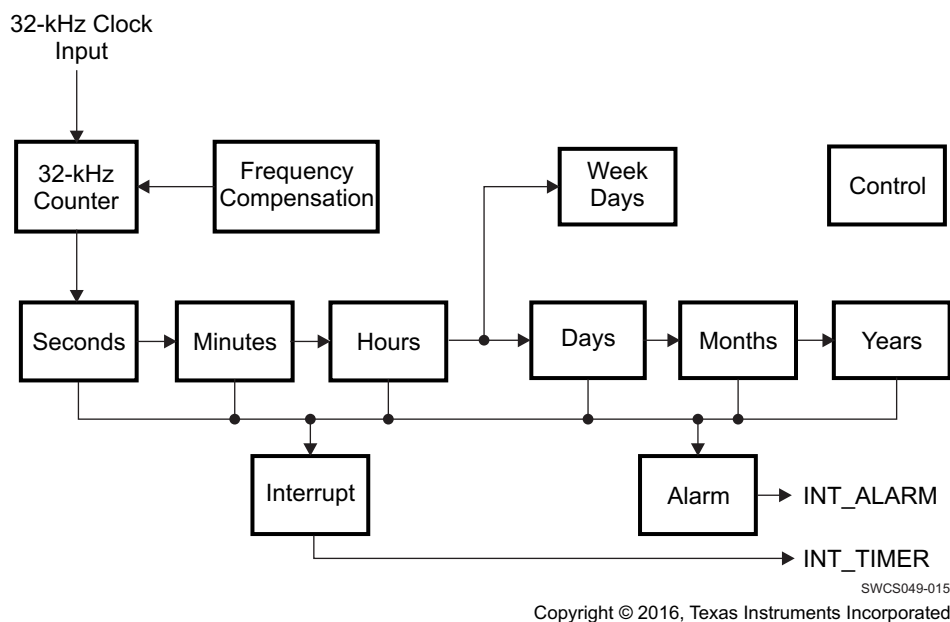 32-kHz Clock
Input
32-kHz
Counter
Frequency
Compensation
Week
Days
Control
Seconds
Minutes
Hours
Days
Months
Years
Interrupt
Alarm
INT_ALARM
INT_TIMER
SWCS049-015
Copyright © 2016, Texas Instruments Incorporated